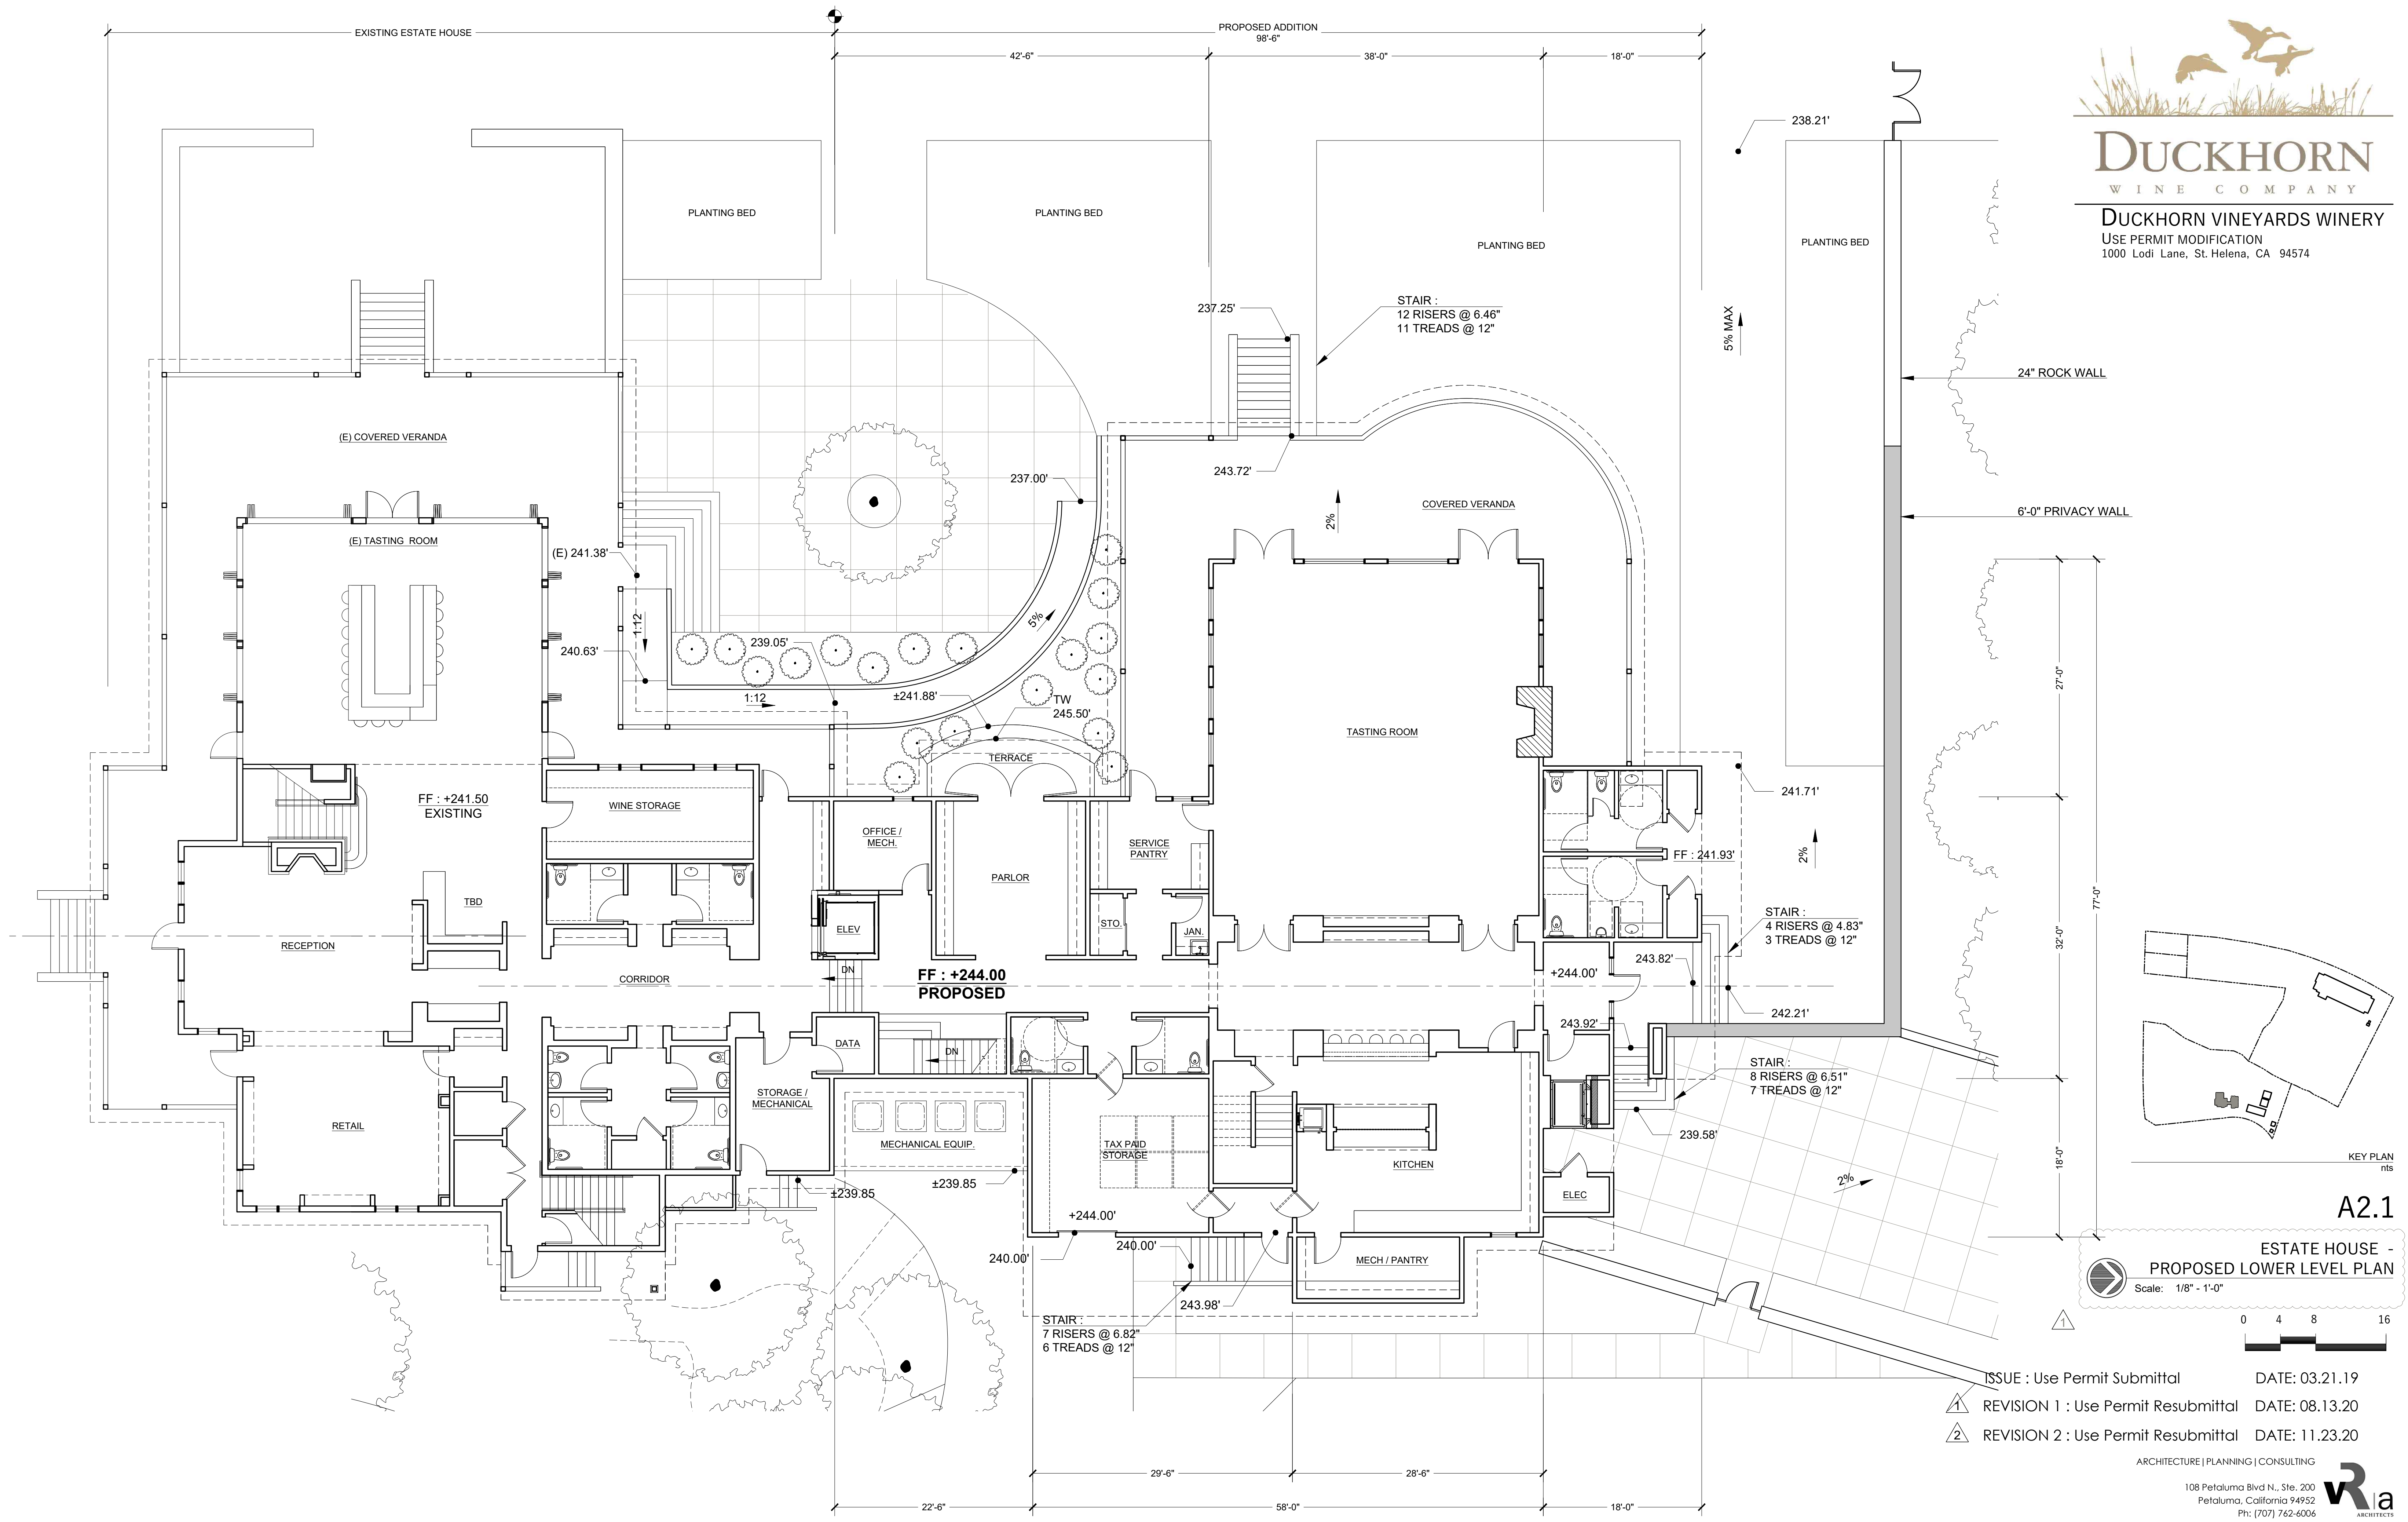 EXISTING ESTATE HOUSE
PROPOSED ADDITION
98'-6"
42'-6"
38'-0"
18'-0"
DUCKHORN
WINE COMPANY
DUCKHORN VINEYARDS WINERY
USE PERMIT MODIFICATION
1000 Lodi Lane, St. Helena, CA 94574
238.21'
PLANTING BED
PLANTING BED
PLANTING BED
PLANTING BED
237.25'
STAIR :
12 RISERS @ 6.46"
11 TREADS @ 12"
5% MAX
24" ROCK WALL
(E) COVERED VERANDA
237.00'
243.72'
2%
COVERED VERANDA
6'-0" PRIVACY WALL
(E) TASTING ROOM
(E) 241.38'
1:12
5%
240.63'
239.05'
1:12
±241.88'
TW
245.50'
27'-0"
TASTING ROOM
TERRACE
FF : +241.50
EXISTING
WINE STORAGE
OFFICE /
MECH.
SERVICE
PANTRY
PARLOR
241.71'
FF : 241.93'
2%
77'-0"
TBD
RECEPTION
ELEV
STO.
JAN.
STAIR :
4 RISERS @ 4.83"
3 TREADS @ 12"
32'-0"
CORRIDOR
DN
FF : +244.00
PROPOSED
+244.00'
243.82'
242.21'
243.92'
DATA
DN
STORAGE /
MECHANICAL
MECHANICAL EQUIP.
TAX PAID
STORAGE
KITCHEN
STAIR :
8 RISERS @ 6.51"
7 TREADS @ 12"
239.58'
RETAIL
±239.85
±239.85
ELEC
2%
18'-0"
KEY PLAN
nts
A2.1
+244.00'
240.00'
240.00'
MECH / PANTRY
243.98'
STAIR :
7 RISERS @ 6.82"
6 TREADS @ 12"
ESTATE HOUSE -
PROPOSED LOWER LEVEL PLAN
Scale: 1/8" - 1'-0"
1
0 4 8 16
ISSUE : Use Permit Submittal DATE: 03.21.19
1 REVISION 1 : Use Permit Resubmittal DATE: 08.13.20
2 REVISION 2 : Use Permit Resubmittal DATE: 11.23.20
29'-6"
28'-6"
22'-6"
58'-0"
18'-0"
ARCHITECTURE|PLANNING|CONSULTING
108 Petaluma Blvd N., Ste. 200
Petaluma, California 94952
Ph: (707) 762-6006
vR|a
ARCHITECTS